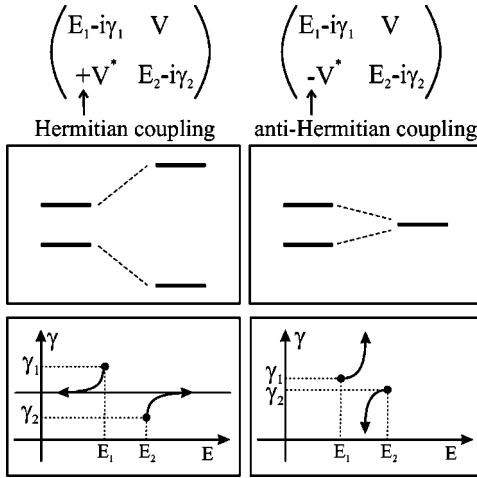 E₁-iγ₁ V
+V* E₂-iγ₂
Hermitian coupling
E₁-iγ₁ V
-V* E₂-iγ₂
anti-Hermitian coupling
γ
γ₁
γ₂
E₁ E₂ E
γ
γ₁
γ₂
E₁ E₂ E